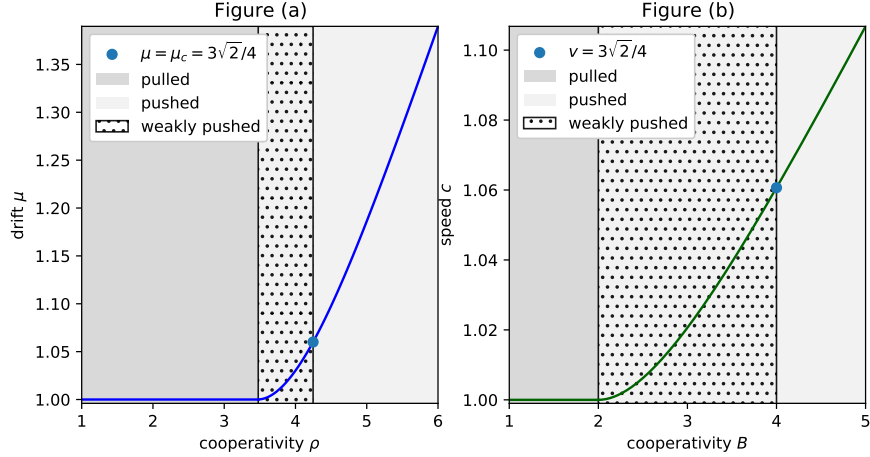 Figure (a)
μ = μ_c = 3√2/4
pulled
pushed
weakly pushed
drift μ
1.35
1.30
1.25
1.20
1.15
1.10
1.05
1.00
1 2 3 4 5 6
cooperativity ρ
Figure (b)
v = 3√2/4
pulled
pushed
weakly pushed
speed c
1.10
1.08
1.06
1.04
1.02
1.00
1 2 3 4 5
cooperativity B